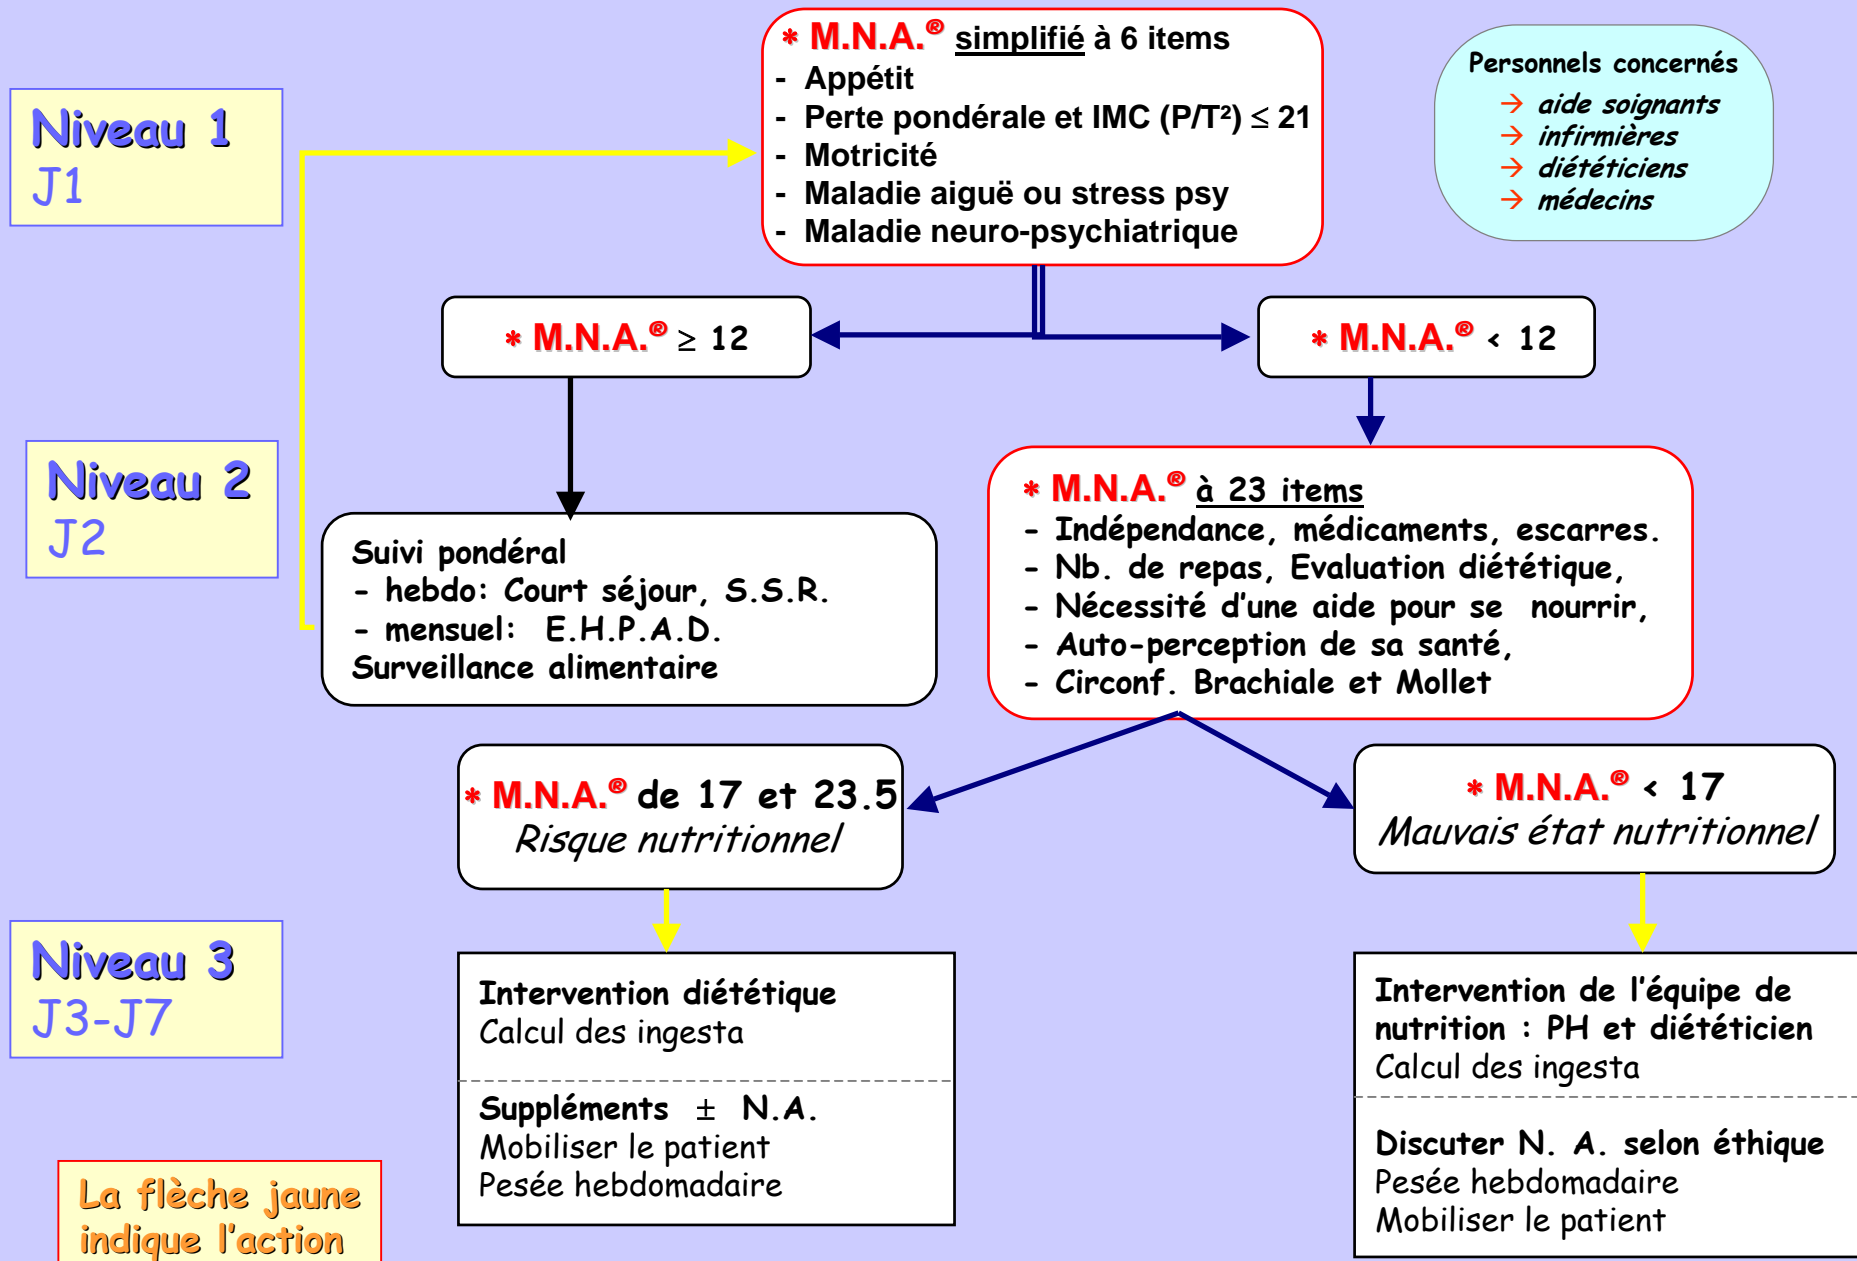 * M.N.A.® simplifié à 6 items
- Appétit
- Perte pondérale et IMC (P/T²) ≤ 21
- Motricité
- Maladie aiguë ou stress psy
- Maladie neuro-psychiatrique
Personnels concernés
→ aide soignants
→ infirmières
→ diététiciens
→ médecins
Niveau 1
J1
* M.N.A.® ≥ 12
* M.N.A.® < 12
Niveau 2
J2
Suivi pondéral
- hebdo: Court séjour, S.S.R.
- mensuel: E.H.P.A.D.
Surveillance alimentaire
* M.N.A.® à 23 items
- Indépendance, médicaments, escarres.
- Nb. de repas, Evaluation diététique,
- Nécessité d'une aide pour se nourrir,
- Auto-perception de sa santé,
- Circonf. Brachiale et Mollet
* M.N.A.® de 17 et 23.5
Risque nutritionnel
* M.N.A.® < 17
Mauvais état nutritionnel
Niveau 3
J3-J7
Intervention diététique
Calcul des ingesta
Suppléments ± N.A.
Mobiliser le patient
Pesée hebdomadaire
Intervention de l'équipe de
nutrition : PH et diététicien
Calcul des ingesta
Discuter N. A. selon éthique
Pesée hebdomadaire
Mobiliser le patient
La flèche jaune
indique l'action